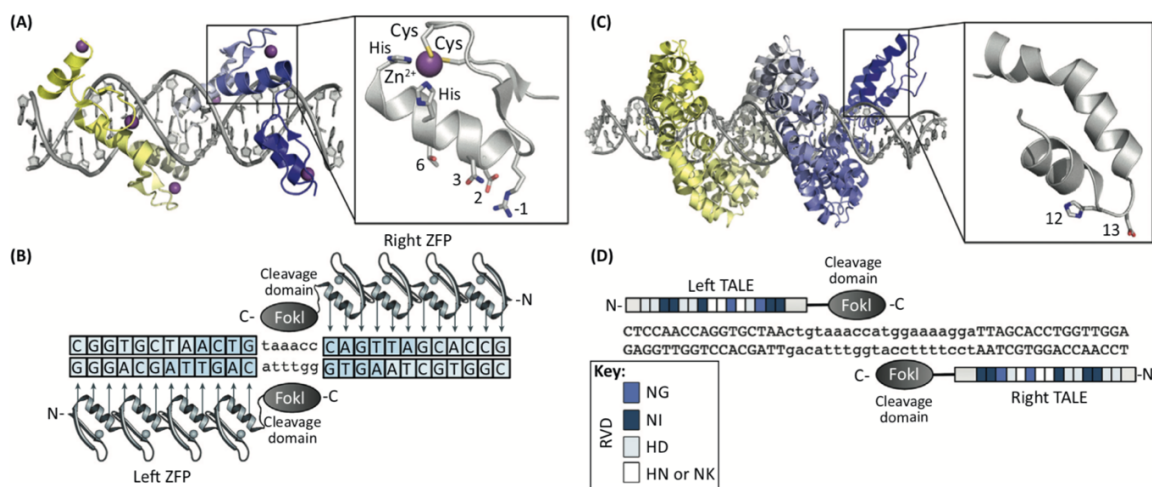 (A)
Cys
Cys
His
Zn2+
His
6
3
2
-1
(B)
Right ZFP
Cleavage
domain
-N
C-
FokI
CGGTGCTAACTG taaacc CAGTTAGCACCG
GGGACGATTGAC atttgg GTGAATCGTGGC
N-
FokI
-C
Cleavage
domain
Left ZFP
(C)
12
13
(D)
Cleavage
domain
Left TALE
N-
FokI
-C
CTCCAACCAGGTGCTAActgtaaaccatggaaaaggaTTAGCACCTGGTTGGA
GAGGTTGGTCCACGATTgacatttggtaccttttcctAATCGTGGACCAACCT
C-
FokI
-N
Cleavage
domain
Right TALE
Key:
RVD
NG
NI
HD
HN or NK